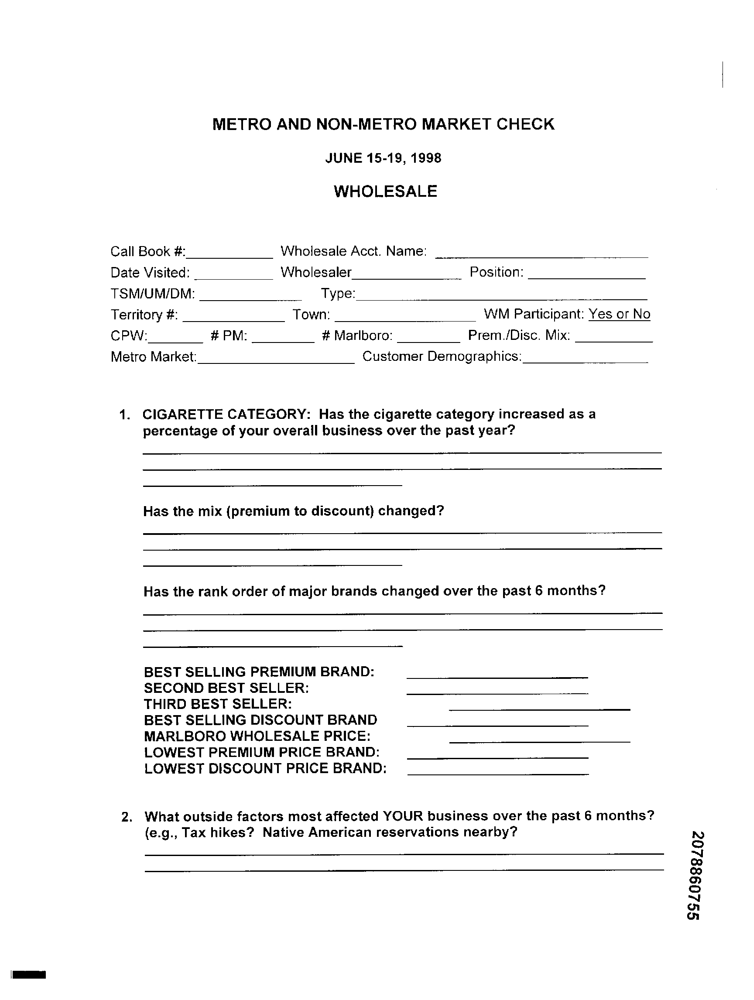 METRO AND NON-METRO MARKET CHECK
JUNE 15-19, 1998
WHOLESALE
Call Book #:___________ Wholesale Acct. Name: ___________________________
Date Visited: __________ Wholesaler______________ Position: _______________
TSM/UM/DM: _____________ Type:_____________________________________
Territory #: _____________ Town: __________________ WM Participant: Yes or No
CPW:_______ # PM: ________ # Marlboro: ________ Prem./Disc. Mix: __________
Metro Market:____________________ Customer Demographics:________________
1. CIGARETTE CATEGORY: Has the cigarette category increased as a
percentage of your overall business over the past year?
Has the mix (premium to discount) changed?
Has the rank order of major brands changed over the past 6 months?
BEST SELLING PREMIUM BRAND:
SECOND BEST SELLER:
THIRD BEST SELLER:
BEST SELLING DISCOUNT BRAND
MARLBORO WHOLESALE PRICE:
LOWEST PREMIUM PRICE BRAND:
LOWEST DISCOUNT PRICE BRAND:
2. What outside factors most affected YOUR business over the past 6 months?
(e.g., Tax hikes? Native American reservations nearby?
2078860755